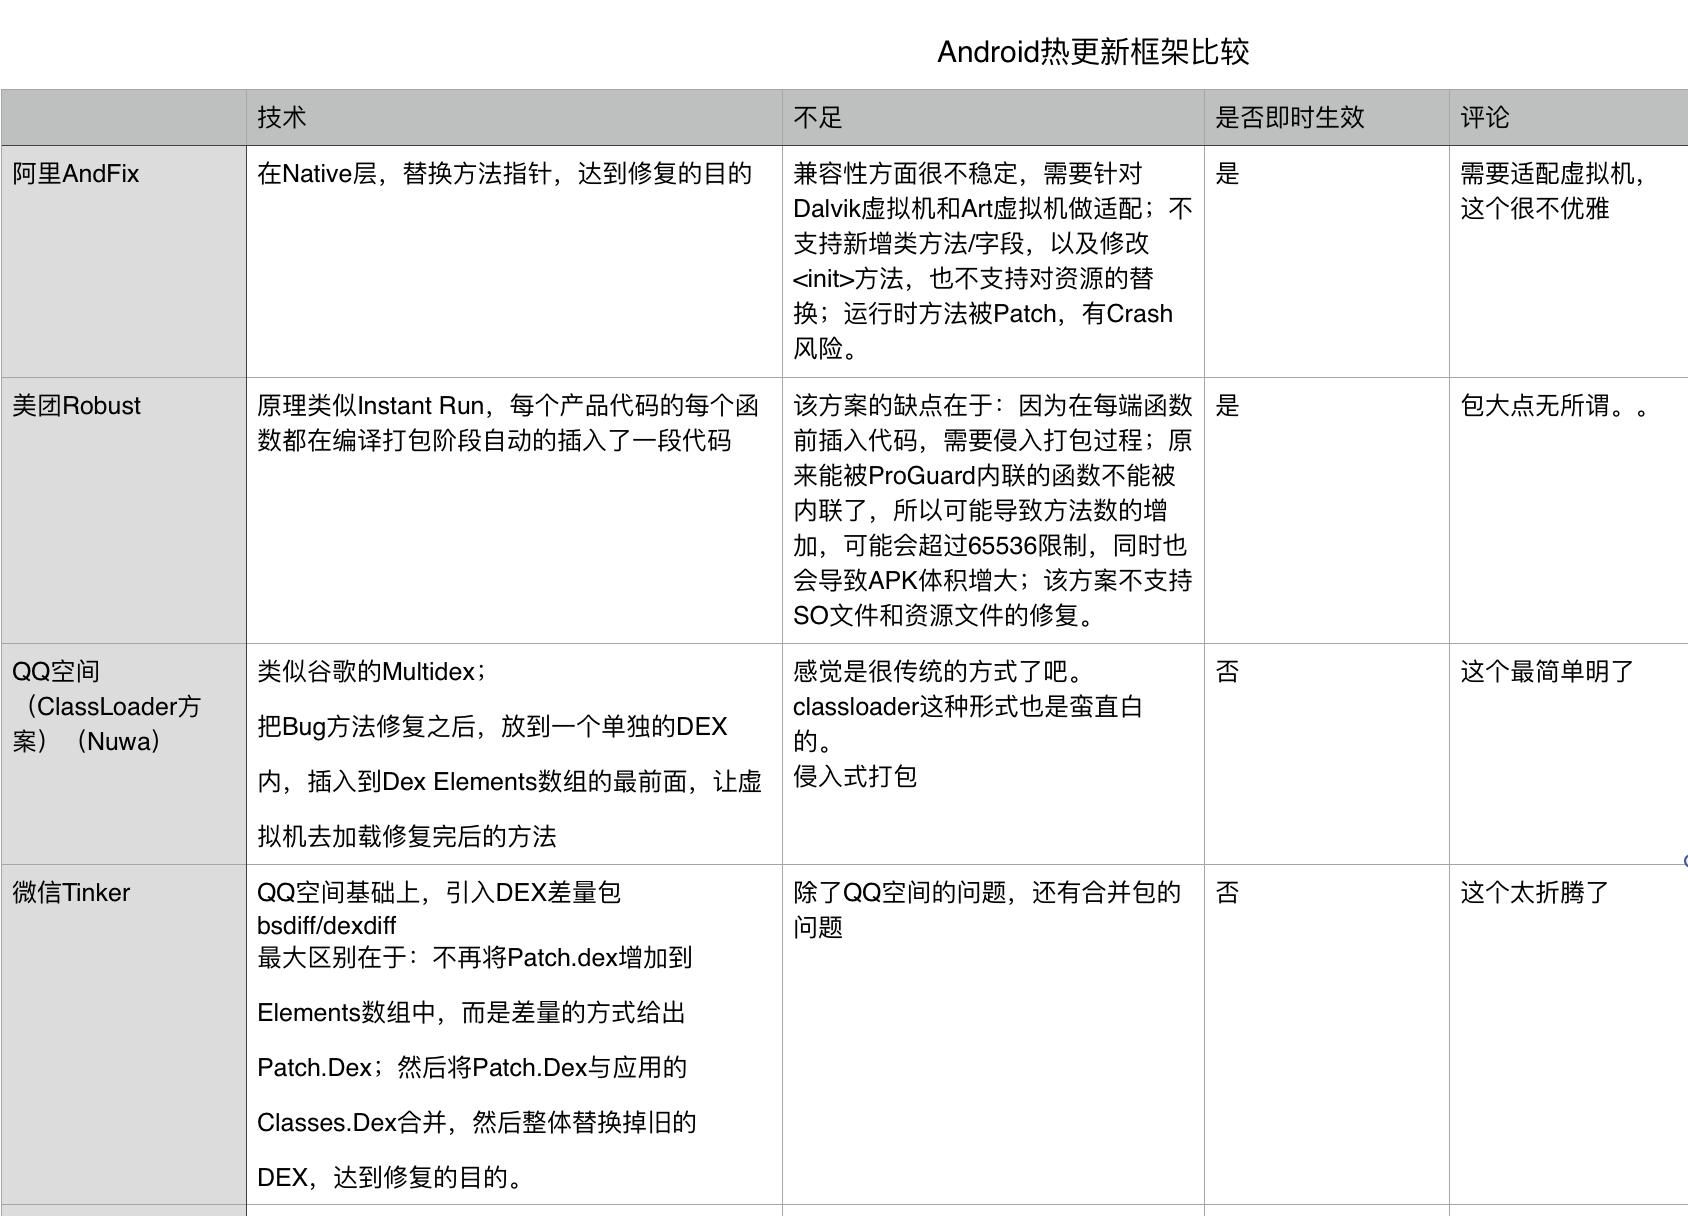 Android热更新框架比较
技术
不足
是否即时生效
评论
阿里AndFix
在Native层，替换方法指针，达到修复的目的
兼容性方面很不稳定，需要针对
Dalvik虚拟机和Art虚拟机做适配；不
支持新增类方法/字段，以及修改
<init>方法，也不支持对资源的替
换；运行时方法被Patch，有Crash
风险。
是
需要适配虚拟机，
这个很不优雅
美团Robust
原理类似Instant Run，每个产品代码的每个函
数都在编译打包阶段自动的插入了一段代码
该方案的缺点在于：因为在每端函数
前插入代码，需要侵入打包过程；原
来能被ProGuard内联的函数不能被
内联了，所以可能导致方法数的增
加，可能会超过65536限制，同时也
会导致APK体积增大；该方案不支持
SO文件和资源文件的修复。
是
包大点无所谓。。
QQ空间
（ClassLoader方
案）（Nuwa）
类似谷歌的Multidex；
把Bug方法修复之后，放到一个单独的DEX
内，插入到Dex Elements数组的最前面，让虚
拟机去加载修复完后的方法
感觉是很传统的方式了吧。
classloader这种形式也是蛮直白
的。
侵入式打包
否
这个最简单明了
微信Tinker
QQ空间基础上，引入DEX差量包
bsdiff/dexdiff
最大区别在于：不再将Patch.dex增加到
Elements数组中，而是差量的方式给出
Patch.Dex；然后将Patch.Dex与应用的
Classes.Dex合并，然后整体替换掉旧的
DEX，达到修复的目的。
除了QQ空间的问题，还有合并包的
问题
否
这个太折腾了